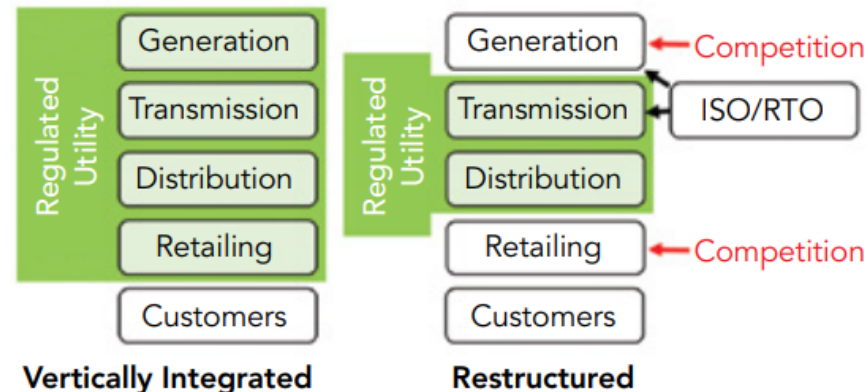 Regulated
Utility
Generation
Transmission
Distribution
Retailing
Customers
Vertically Integrated
Regulated
Utility
Generation
Competition
Transmission
ISO/RTO
Distribution
Retailing
Competition
Customers
Restructured